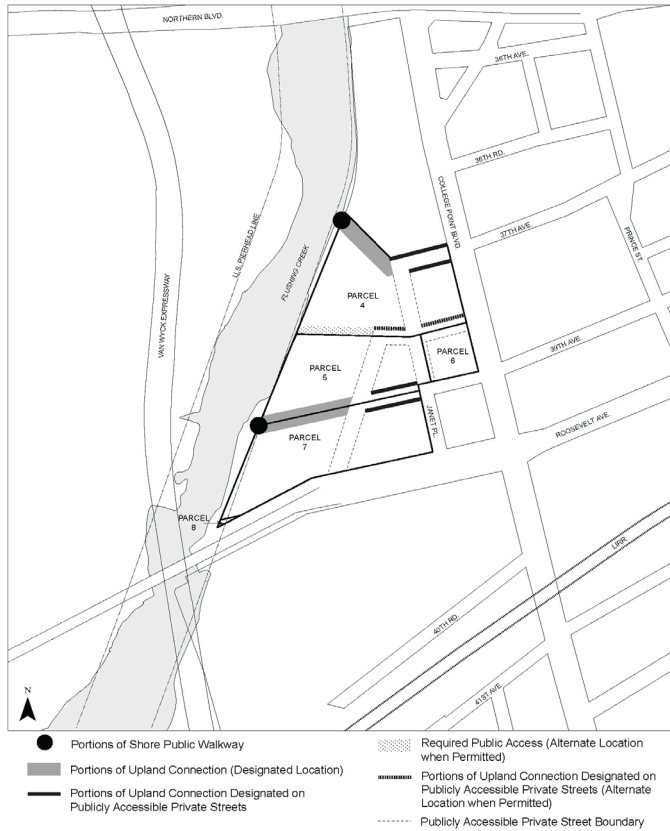 NORTHERN BLVD.
36TH AVE.
36TH RD.
COLLEGE POINT BLVD.
37TH AVE.
PRINCE ST.
U.S. PIERHEAD LINE
FLUSHING CREEK
VAN WYCK EXPRESSWAY
PARCEL
4
39TH AVE.
PARCEL
6
PARCEL
5
ROOSEVELT AVE.
JANET PL.
PARCEL
7
PARCEL
8
LIRR
40TH RD.
41ST AVE.
N
Portions of Shore Public Walkway
Portions of Upland Connection (Designated Location)
Portions of Upland Connection Designated on
Publicly Accessible Private Streets
Required Public Access (Alternate Location
when Permitted)
Portions of Upland Connection Designated on
Publicly Accessible Private Streets (Alternate
Location when Permitted)
Publicly Accessible Private Street Boundary